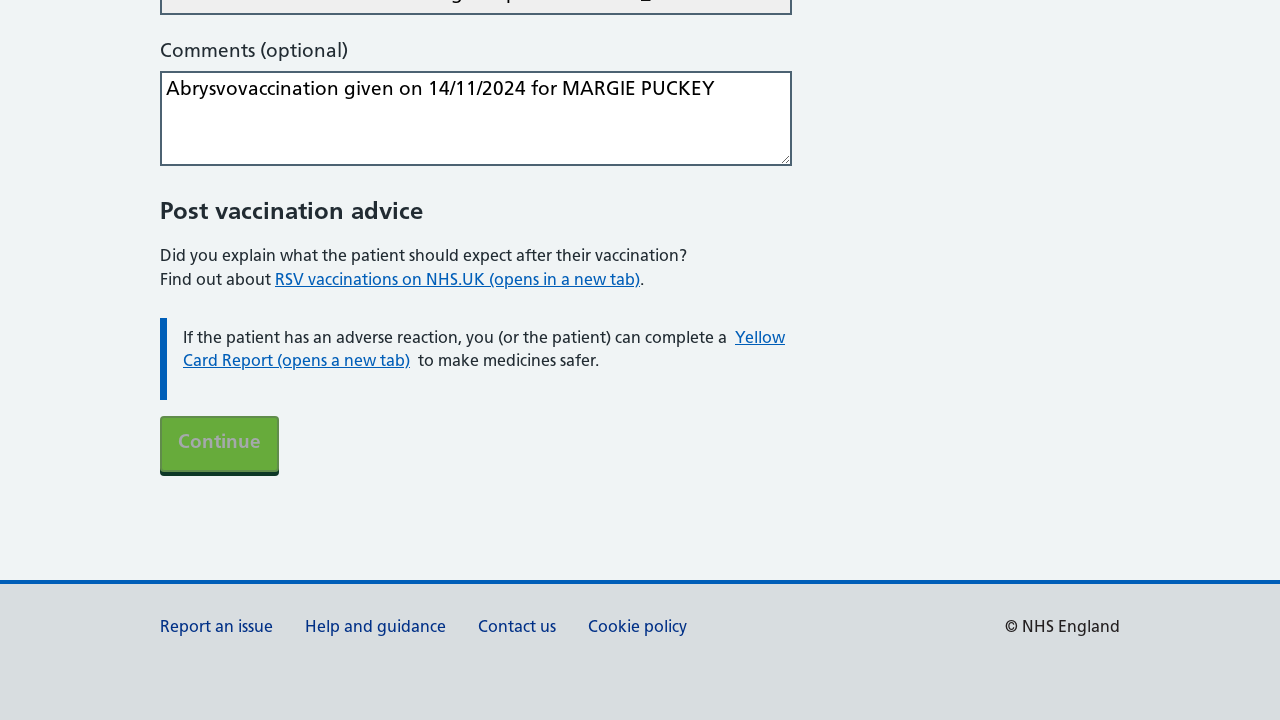 Comments (optional)
Abrysvovaccination given on 14/11/2024 for MARGIE PUCKEY
Post vaccination advice
Did you explain what the patient should expect after their vaccination?
Find out about RSV vaccinations on NHS.UK (opens in a new tab).
If the patient has an adverse reaction, you (or the patient) can complete a Yellow
Card Report (opens a new tab) to make medicines safer.
Continue
Report an issue Help and guidance Contact us Cookie policy © NHS England